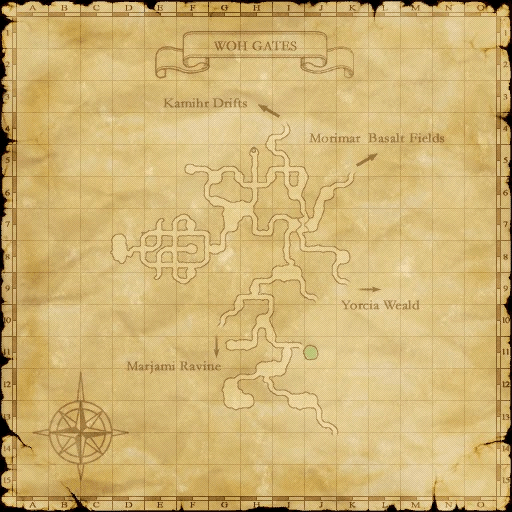 A B C D E F G H I J K L M N O
WOH GATES
Kamihr Drifts
Morimar Basalt Fields
Yorcia Weald
Marjami Ravine
1
2
3
4
5
6
7
8
9
10
11
12
13
14
15
A B C D E F G H I J K L M N O